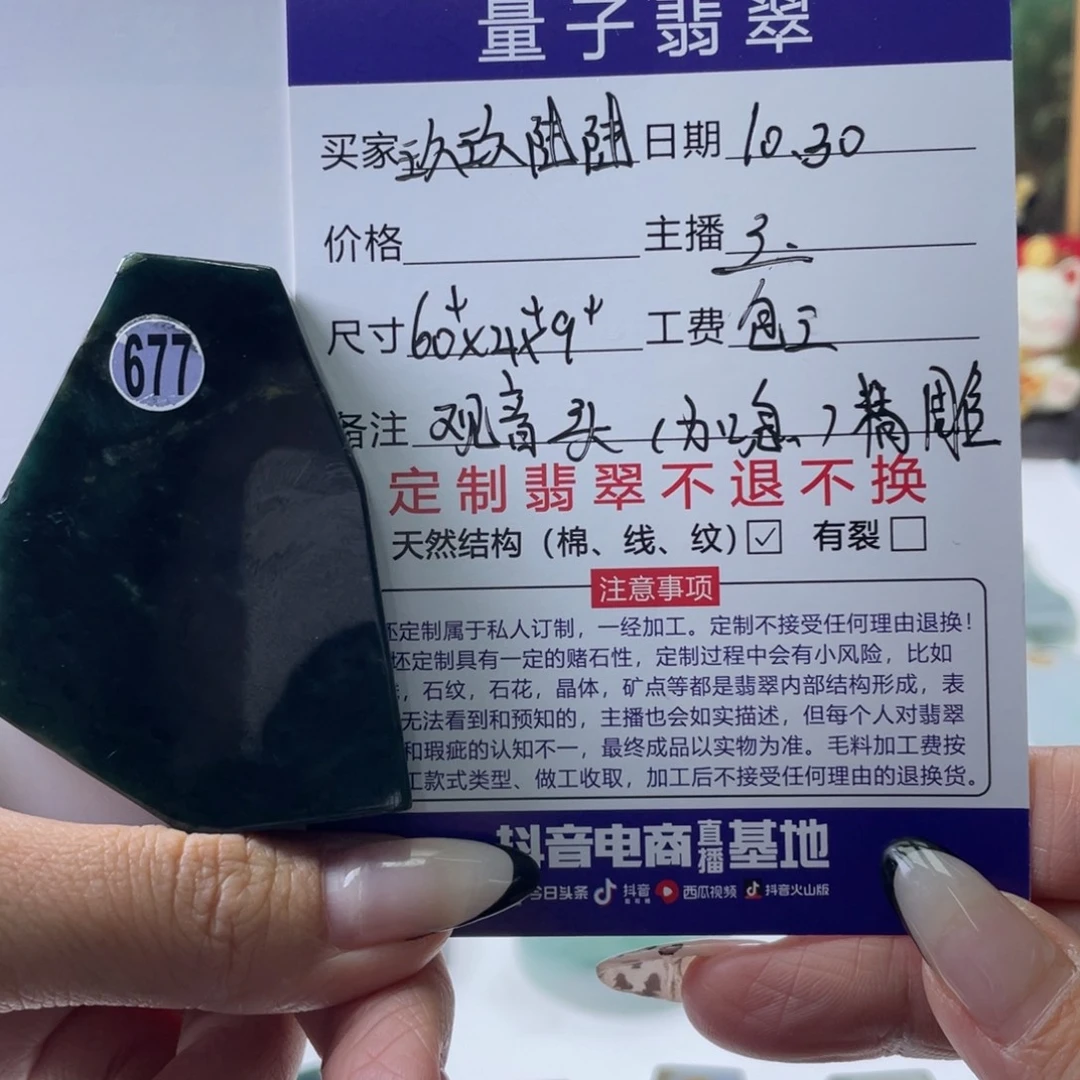 量子翡翠
677
买家 玖玖陆陆 日期 10.30
价格 主播 3.
尺寸 60⁺x4x⁺9⁺ 工费 包工
备注 观音头（加急）精雕
定制翡翠不退不换
天然结构（棉、线、纹）☑ 有裂☐
注意事项
坯定制属于私人订制，一经加工。定制不接受任何理由退换！
坯定制具有一定的赌石性，定制过程中会有小风险，比如
，石纹，石花，晶体，矿点等都是翡翠内部结构形成，表
无法看到和预知的，主播也会如实描述，但每个人对翡翠
和瑕疵的认知不一，最终成品以实物为准。毛料加工费按
工款式类型、做工收取，加工后不接受任何理由的退换货。
抖音电商直播基地
今日头条 抖音 西瓜视频 抖音火山版